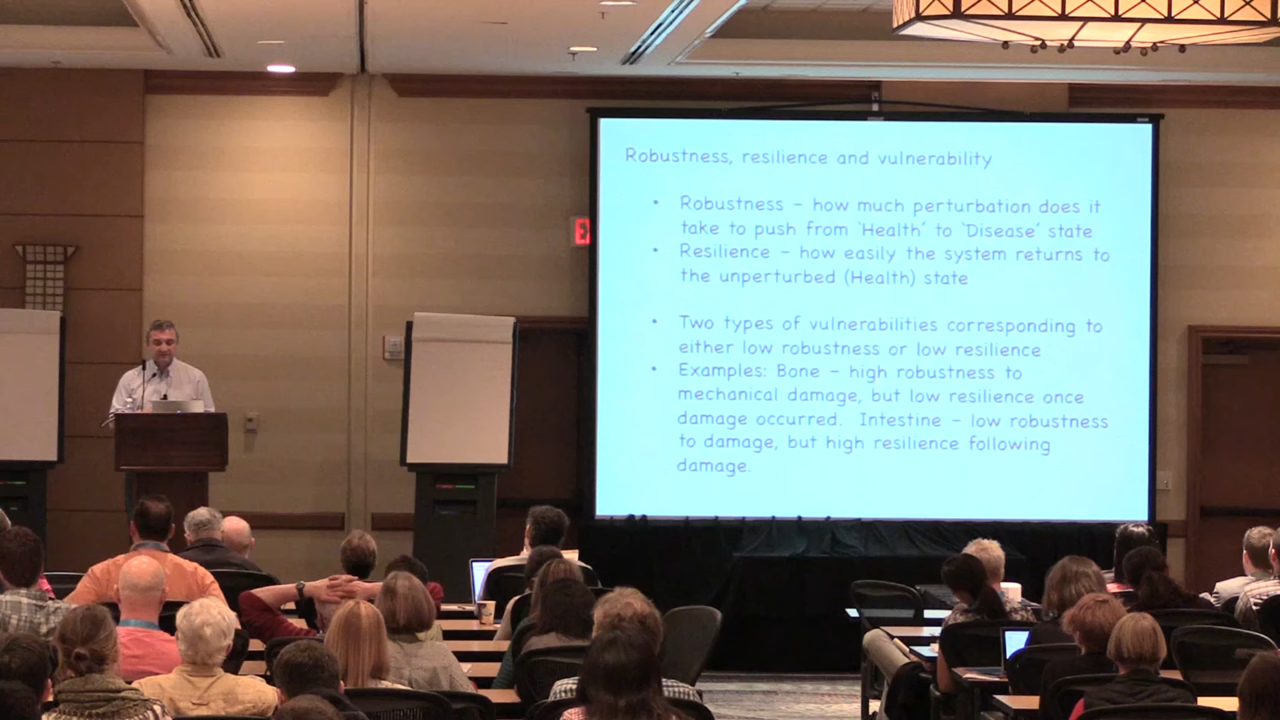 Robustness, resilience and vulnerability
• Robustness – how much perturbation does it
take to push from 'Health' to 'Disease' state
• Resilience – how easily the system returns to
the unperturbed (Health) state
• Two types of vulnerabilities corresponding to
either low robustness or low resilience
• Examples: Bone – high robustness to
mechanical damage, but low resilience once
damage occurred. Intestine – low robustness
to damage, but high resilience following
damage.